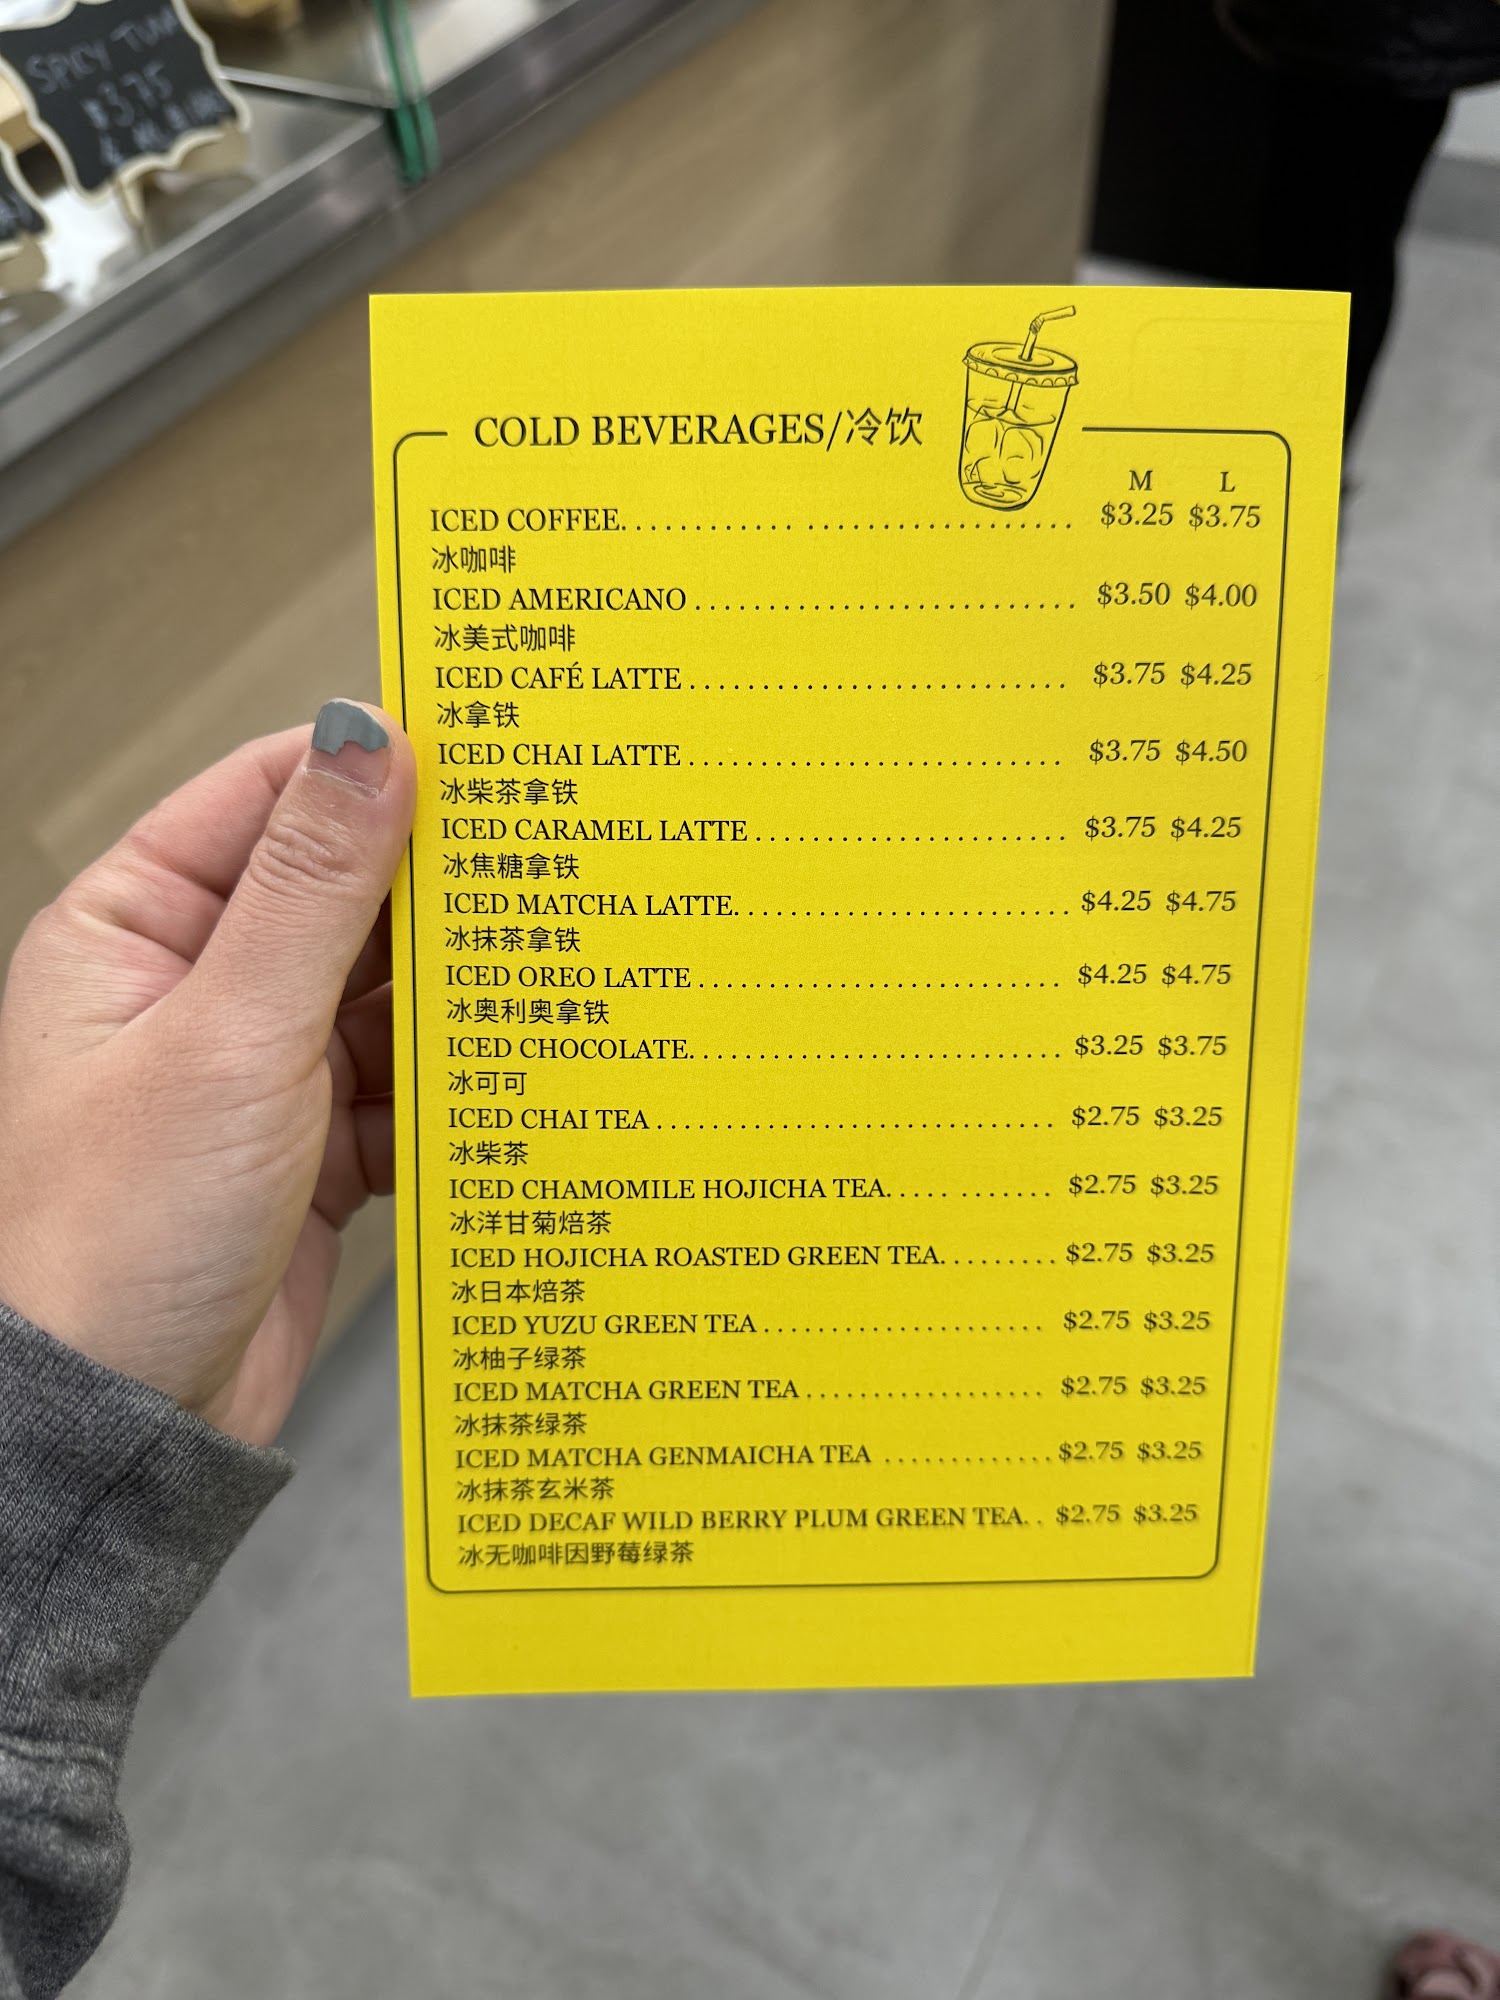 SPICY TUN
$3.75
COLD BEVERAGES/冷饮
M L
ICED COFFEE. . . . . . . . . . . . . . . . . . . . . . . . . . . . . . $3.25 $3.75
冰咖啡
ICED AMERICANO . . . . . . . . . . . . . . . . . . . . . . . . . . $3.50 $4.00
冰美式咖啡
ICED CAFÉ LATTE . . . . . . . . . . . . . . . . . . . . . . . . . . $3.75 $4.25
冰拿铁
ICED CHAI LATTE . . . . . . . . . . . . . . . . . . . . . . . . . . $3.75 $4.50
冰柴茶拿铁
ICED CARAMEL LATTE . . . . . . . . . . . . . . . . . . . . . . $3.75 $4.25
冰焦糖拿铁
ICED MATCHA LATTE. . . . . . . . . . . . . . . . . . . . . . . . $4.25 $4.75
冰抹茶拿铁
ICED OREO LATTE . . . . . . . . . . . . . . . . . . . . . . . . . . $4.25 $4.75
冰奥利奥拿铁
ICED CHOCOLATE. . . . . . . . . . . . . . . . . . . . . . . . . . . $3.25 $3.75
冰可可
ICED CHAI TEA . . . . . . . . . . . . . . . . . . . . . . . . . . . . . $2.75 $3.25
冰柴茶
ICED CHAMOMILE HOJICHA TEA. . . . . . . . . . . . $2.75 $3.25
冰洋甘菊焙茶
ICED HOJICHA ROASTED GREEN TEA. . . . . . . . . $2.75 $3.25
冰日本焙茶
ICED YUZU GREEN TEA . . . . . . . . . . . . . . . . . . . . . $2.75 $3.25
冰柚子绿茶
ICED MATCHA GREEN TEA . . . . . . . . . . . . . . . . . . $2.75 $3.25
冰抹茶绿茶
ICED MATCHA GENMAICHA TEA . . . . . . . . . . . . . $2.75 $3.25
冰抹茶玄米茶
ICED DECAF WILD BERRY PLUM GREEN TEA. . $2.75 $3.25
冰无咖啡因野莓绿茶